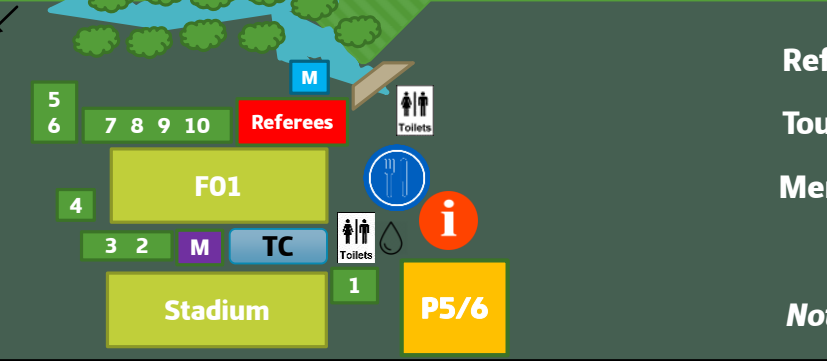 M
5
6
7 8 9 10
Referees
Toilets
F01
4
i
3 2
M
TC
Toilets
1
Stadium
P5/6